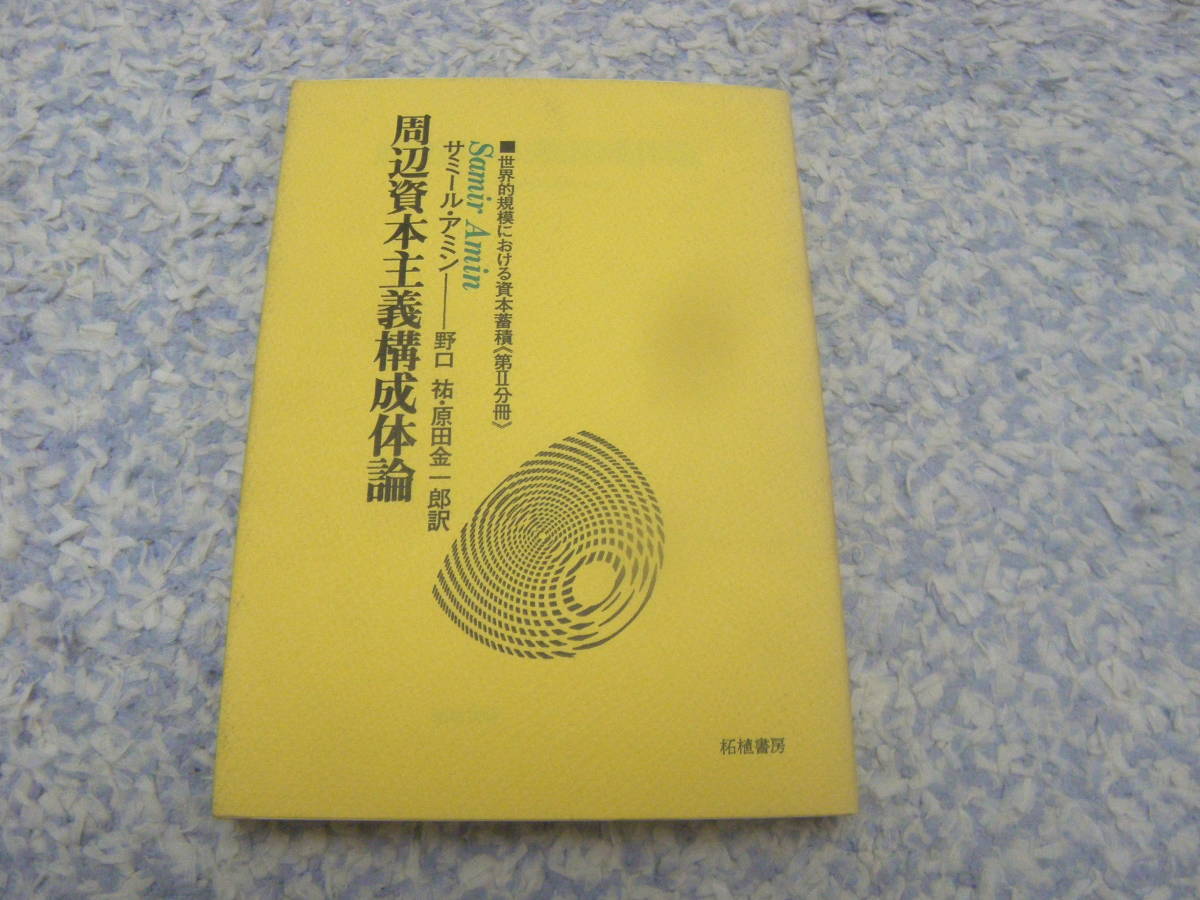 ■世界的規模における資本蓄積《第II分冊》
Samir Amin
サミール・アミン――野口 祐・原田金一郎訳
周辺資本主義構成体論
柘植書房